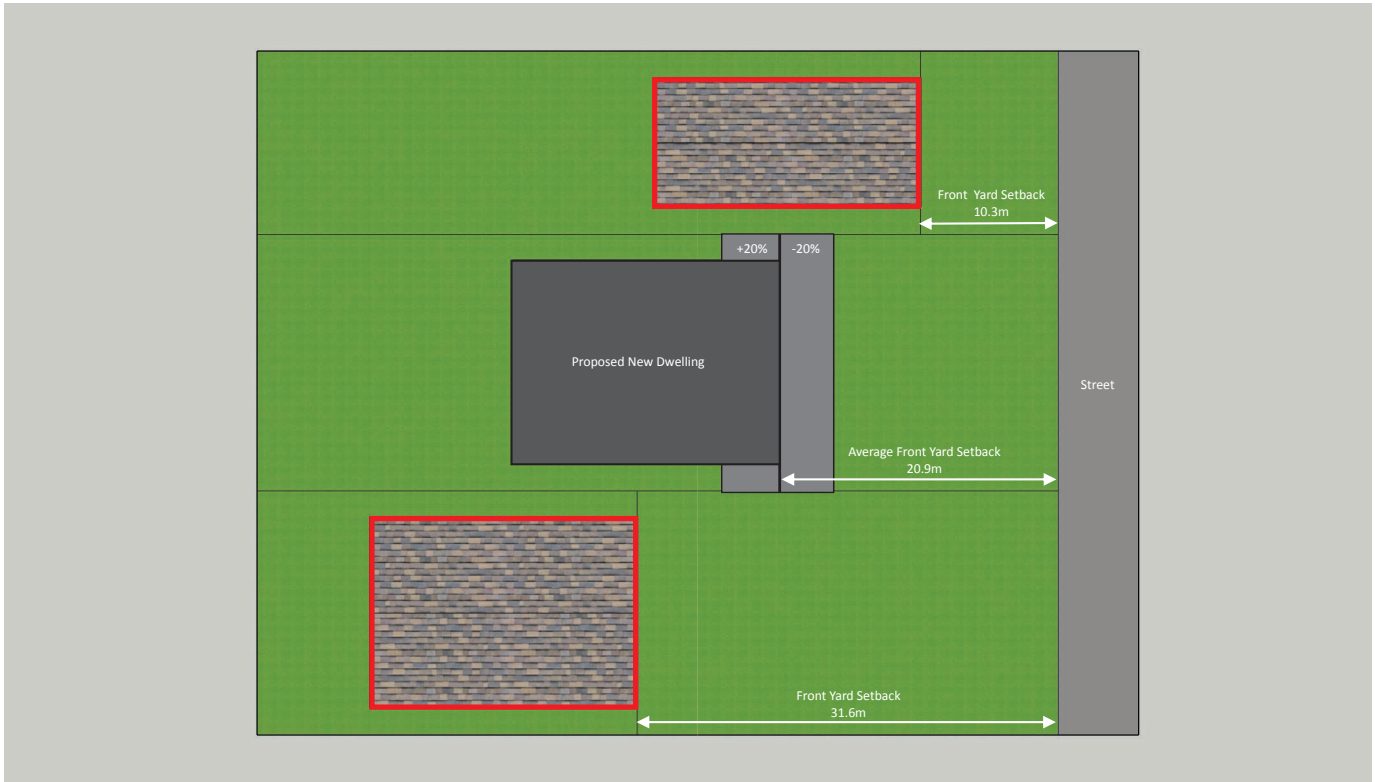 Front Yard Setback
10.3m
+20%
-20%
Proposed New Dwelling
Street
Average Front Yard Setback
20.9m
Front Yard Setback
31.6m